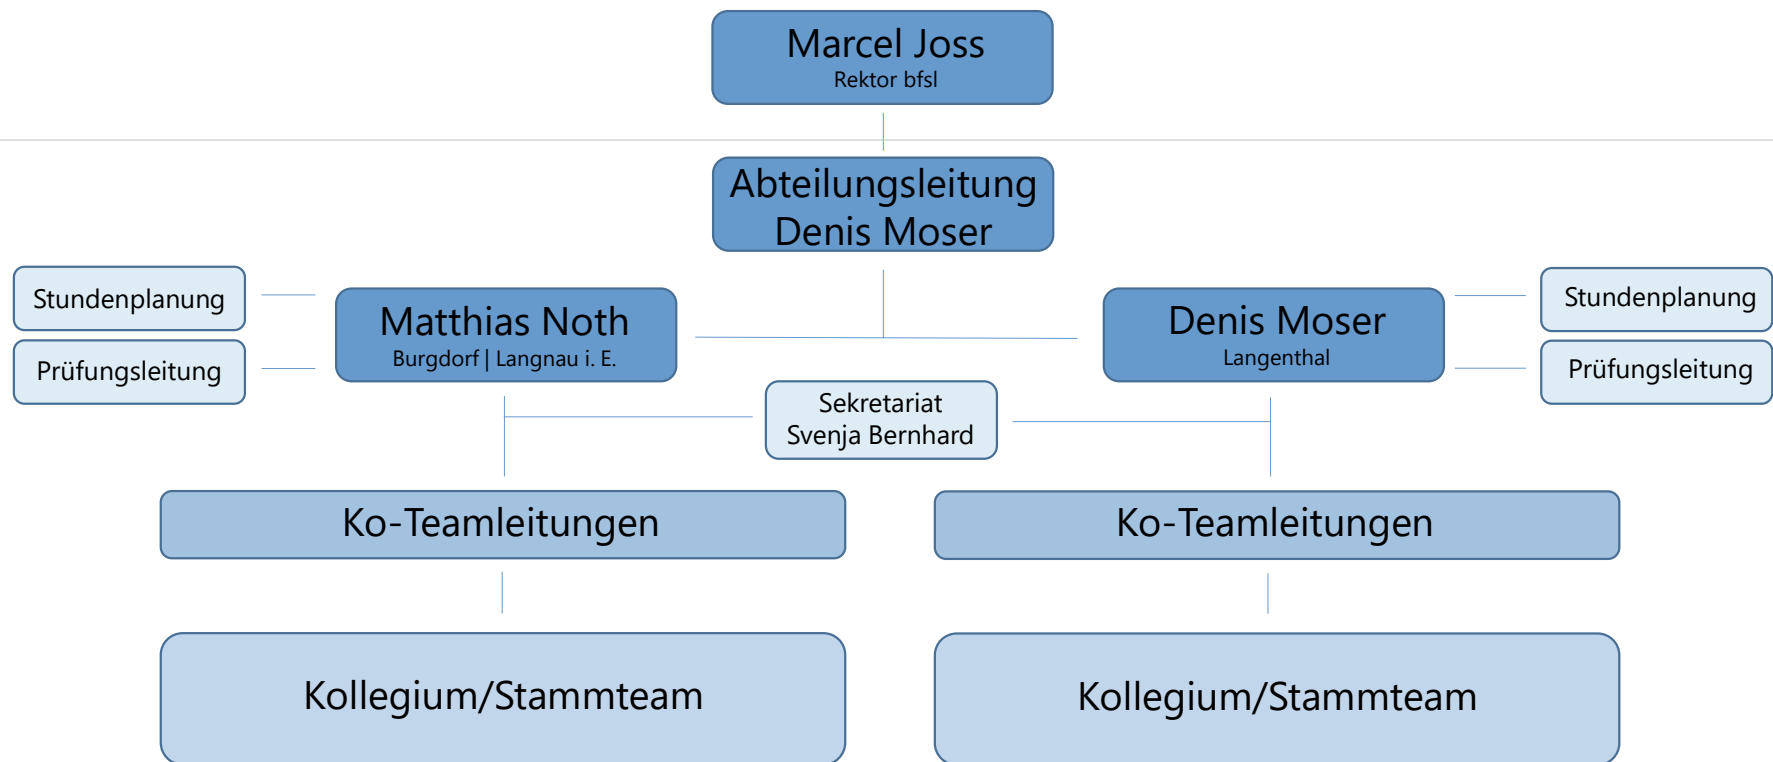 Marcel Joss
Rektor bfsl
Abteilungsleitung
Denis Moser
Stundenplanung
Prüfungsleitung
Matthias Noth
Burgdorf | Langnau i. E.
Denis Moser
Langenthal
Stundenplanung
Prüfungsleitung
Sekretariat
Svenja Bernhard
Ko-Teamleitungen
Ko-Teamleitungen
Kollegium/Stammteam
Kollegium/Stammteam